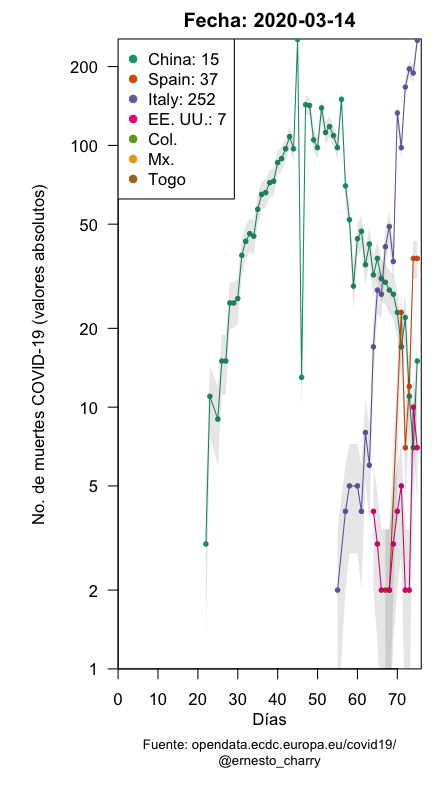 Fecha: 2020-03-14
China: 15
Spain: 37
Italy: 252
EE. UU.: 7
Col.
Mx.
Togo
No. de muertes COVID-19 (valores absolutos)
200
100
50
20
10
5
2
1
0 10 20 30 40 50 60 70
Días
Fuente: opendata.ecdc.europa.eu/covid19/
@ernesto_charry